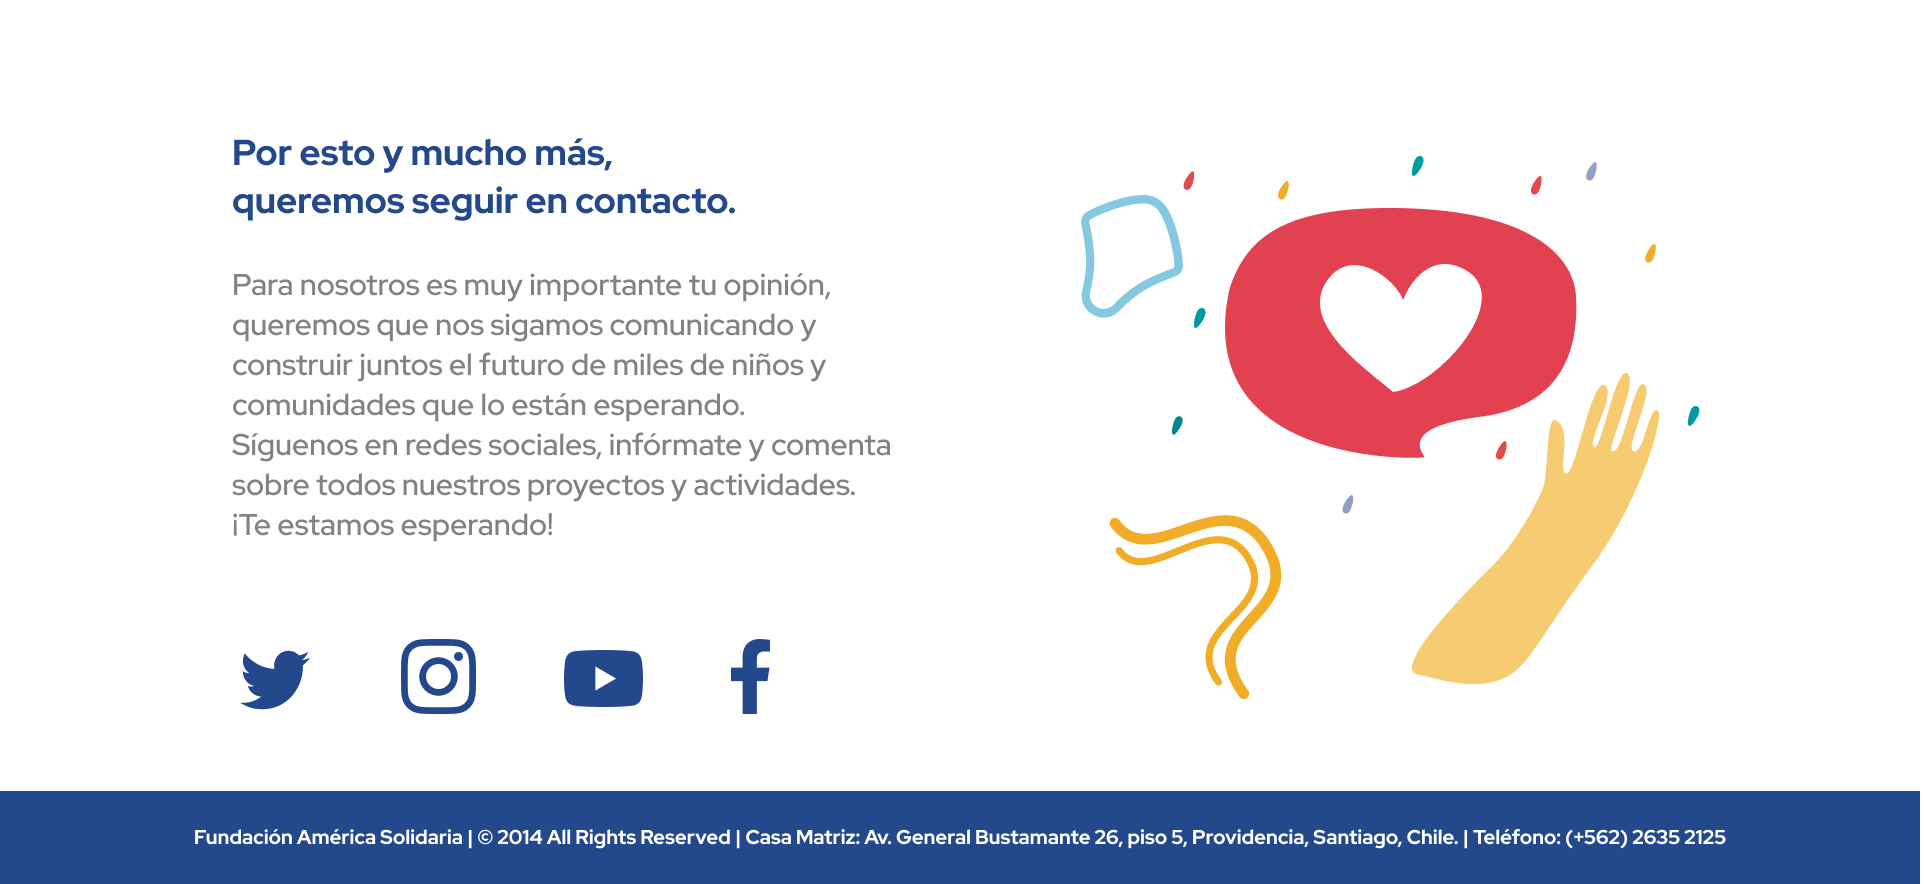 Por esto y mucho más,
queremos seguir en contacto.
Para nosotros es muy importante tu opinión,
queremos que nos sigamos comunicando y
construir juntos el futuro de miles de niños y
comunidades que lo están esperando.
Síguenos en redes sociales, infórmate y comenta
sobre todos nuestros proyectos y actividades.
¡Te estamos esperando!
Fundación América Solidaria | © 2014 All Rights Reserved | Casa Matriz: Av. General Bustamante 26, piso 5, Providencia, Santiago, Chile. | Teléfono: (+562) 2635 2125